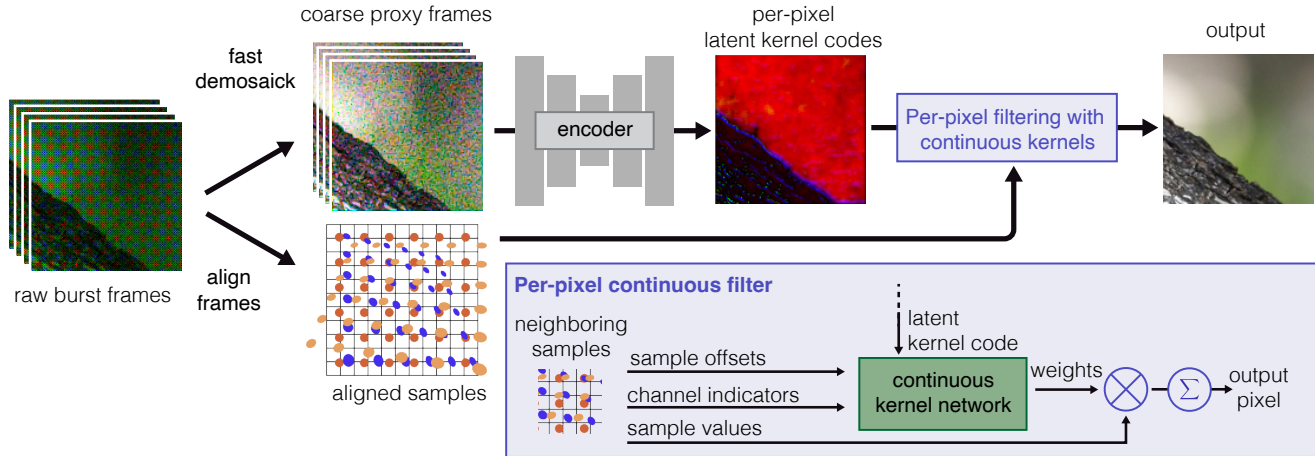 coarse proxy frames
per-pixel
latent kernel codes
output
fast
demosaick
encoder
Per-pixel filtering with
continuous kernels
raw burst frames
align
frames
aligned samples
Per-pixel continuous filter
neighboring
samples
latent
kernel code
sample offsets
channel indicators
sample values
continuous
kernel network
weights
Σ
output
pixel